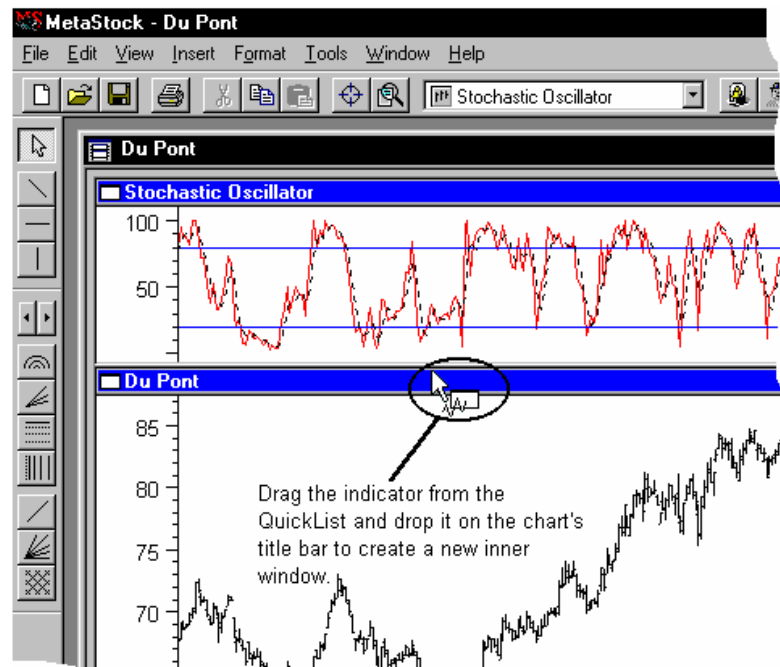 MetaStock - Du Pont
File Edit View Insert Format Tools Window Help
Stochastic Oscillator
Du Pont
Stochastic Oscillator
100
50
Du Pont
85
80
75
70
Drag the indicator from the
QuickList and drop it on the chart's
title bar to create a new inner
window.